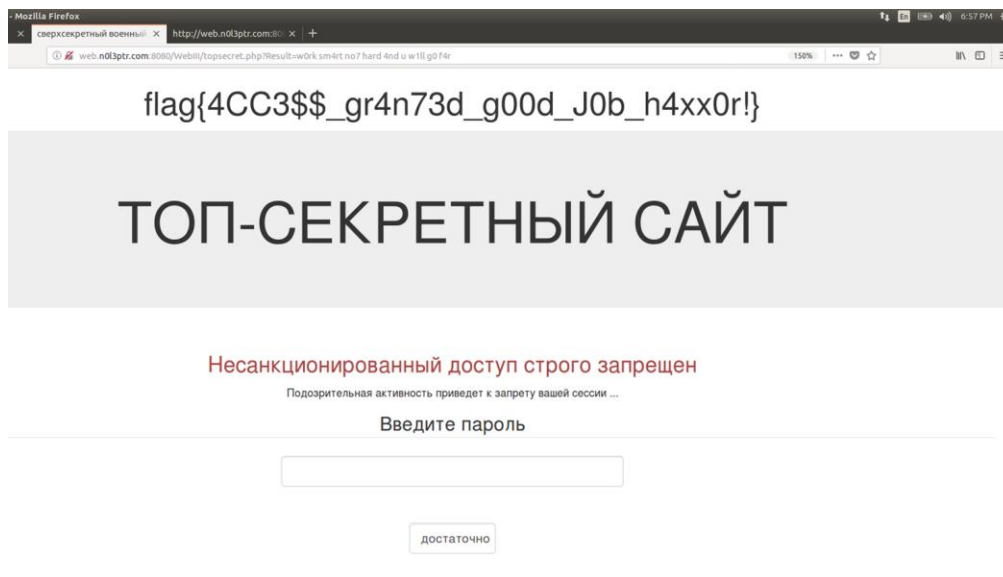 - Mozilla Firefox
En 6:57 PM
сверхсекретный военный http://web.n0l3ptr.com:80
web.n0l3ptr.com:8080/WebIII/topsecret.php?Result=w0rk sm4rt no7 hard 4nd u w1ll g0 f4r 150%
flag{4CC3$$_gr4n73d_g00d_J0b_h4xx0r!}
ТОП-СЕКРЕТНЫЙ САЙТ
Несанкционированный доступ строго запрещен
Подозрительная активность приведет к запрету вашей сессии ...
Введите пароль
достаточно